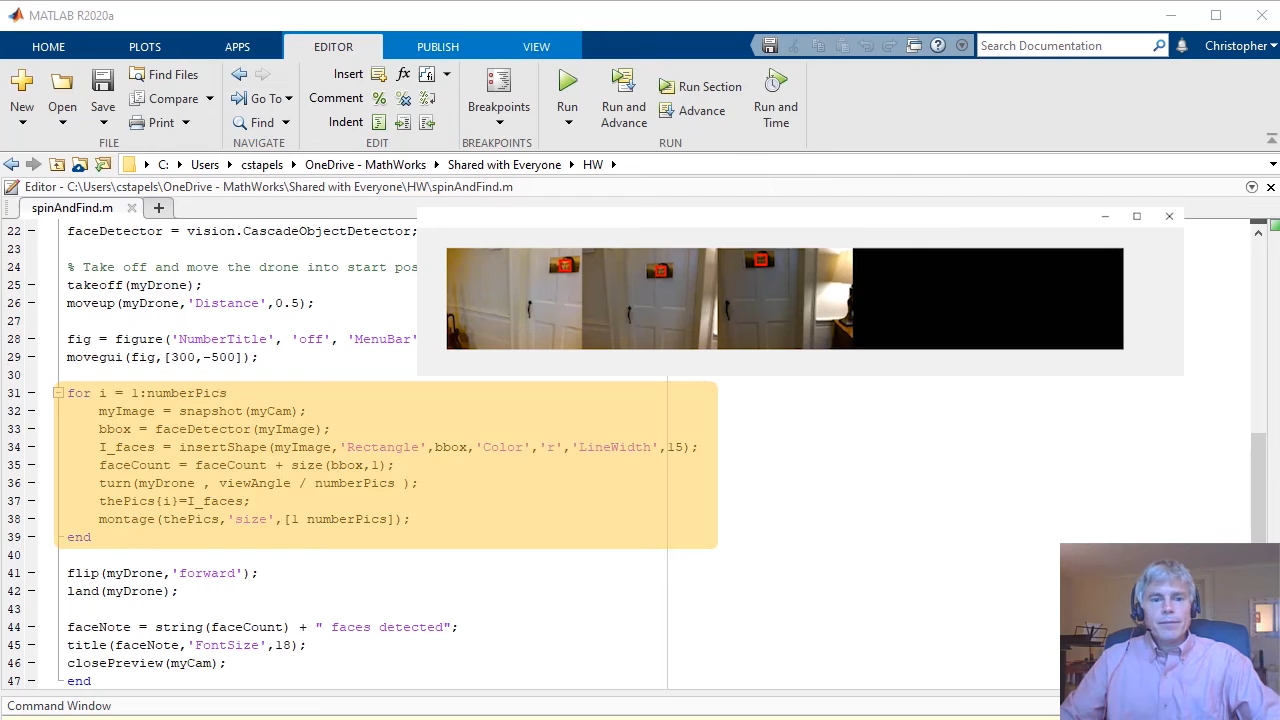 MATLAB R2020a
HOME PLOTS APPS EDITOR PUBLISH VIEW Search Documentation Christopher
New Open Save Find Files Compare Print Go To Find Insert Comment Indent Breakpoints Run Run and Advance Run Section Advance Run and Time
FILE NAVIGATE EDIT BREAKPOINTS RUN
C: Users cstapels OneDrive - MathWorks Shared with Everyone HW
Editor - C:\Users\cstapels\OneDrive - MathWorks\Shared with Everyone\HW\spinAndFind.m
spinAndFind.m
22 faceDetector = vision.CascadeObjectDetector;
23
24 % Take off and move the drone into start pos
25 takeoff(myDrone);
26 moveup(myDrone,'Distance',0.5);
27
28 fig = figure('NumberTitle', 'off', 'MenuBar'
29 movegui(fig,[300,-500]);
30
31 for i = 1:numberPics
32 myImage = snapshot(myCam);
33 bbox = faceDetector(myImage);
34 I_faces = insertShape(myImage,'Rectangle',bbox,'Color','r','LineWidth',15);
35 faceCount = faceCount + size(bbox,1);
36 turn(myDrone , viewAngle / numberPics );
37 thePics{i}=I_faces;
38 montage(thePics,'size',[1 numberPics]);
39 end
40
41 flip(myDrone,'forward');
42 land(myDrone);
43
44 faceNote = string(faceCount) + " faces detected";
45 title(faceNote,'FontSize',18);
46 closePreview(myCam);
47 end
Command Window